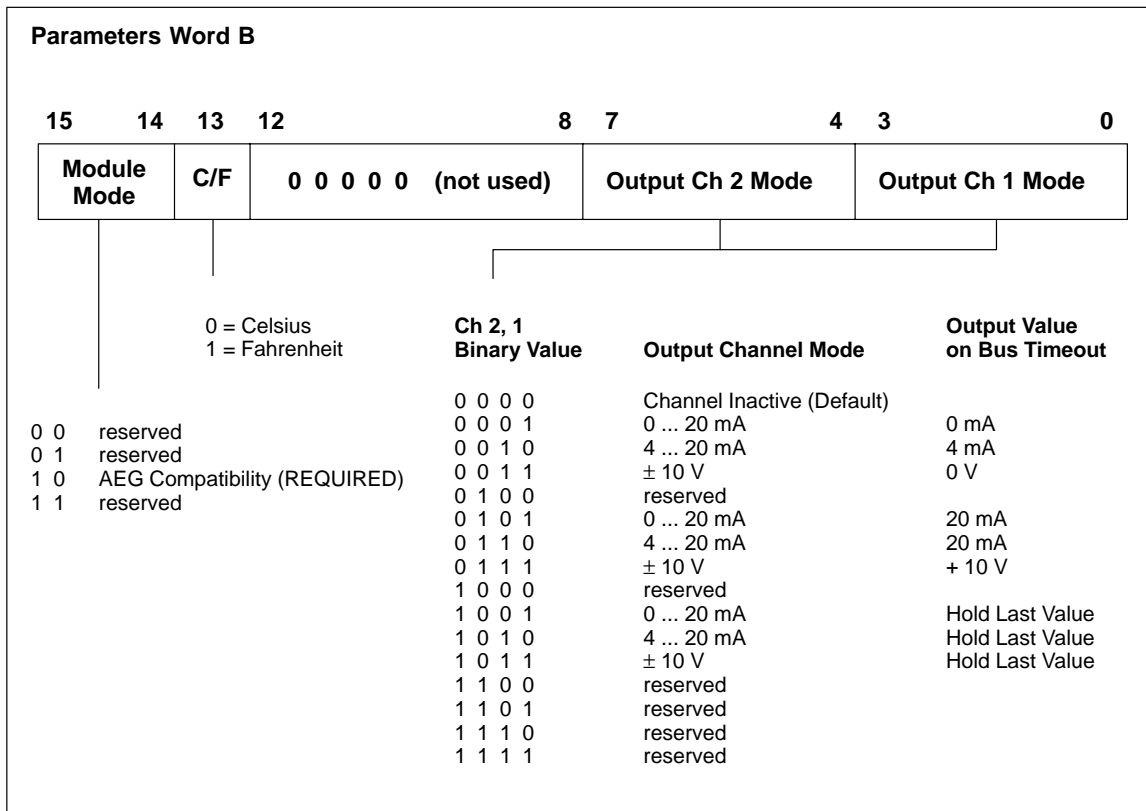 Parameters Word B
15 14 13 12 8 7 4 3 0
Module Mode C/F 0 0 0 0 0 (not used) Output Ch 2 Mode Output Ch 1 Mode
0 = Celsius
1 = Fahrenheit
0 0 reserved
0 1 reserved
1 0 AEG Compatibility (REQUIRED)
1 1 reserved
Ch 2, 1 Output Value
Binary Value Output Channel Mode on Bus Timeout
0 0 0 0 Channel Inactive (Default)
0 0 0 1 0 ... 20 mA 0 mA
0 0 1 0 4 ... 20 mA 4 mA
0 0 1 1 ± 10 V 0 V
0 1 0 0 reserved
0 1 0 1 0 ... 20 mA 20 mA
0 1 1 0 4 ... 20 mA 20 mA
0 1 1 1 ± 10 V + 10 V
1 0 0 0 reserved
1 0 0 1 0 ... 20 mA Hold Last Value
1 0 1 0 4 ... 20 mA Hold Last Value
1 0 1 1 ± 10 V Hold Last Value
1 1 0 0 reserved
1 1 0 1 reserved
1 1 1 0 reserved
1 1 1 1 reserved